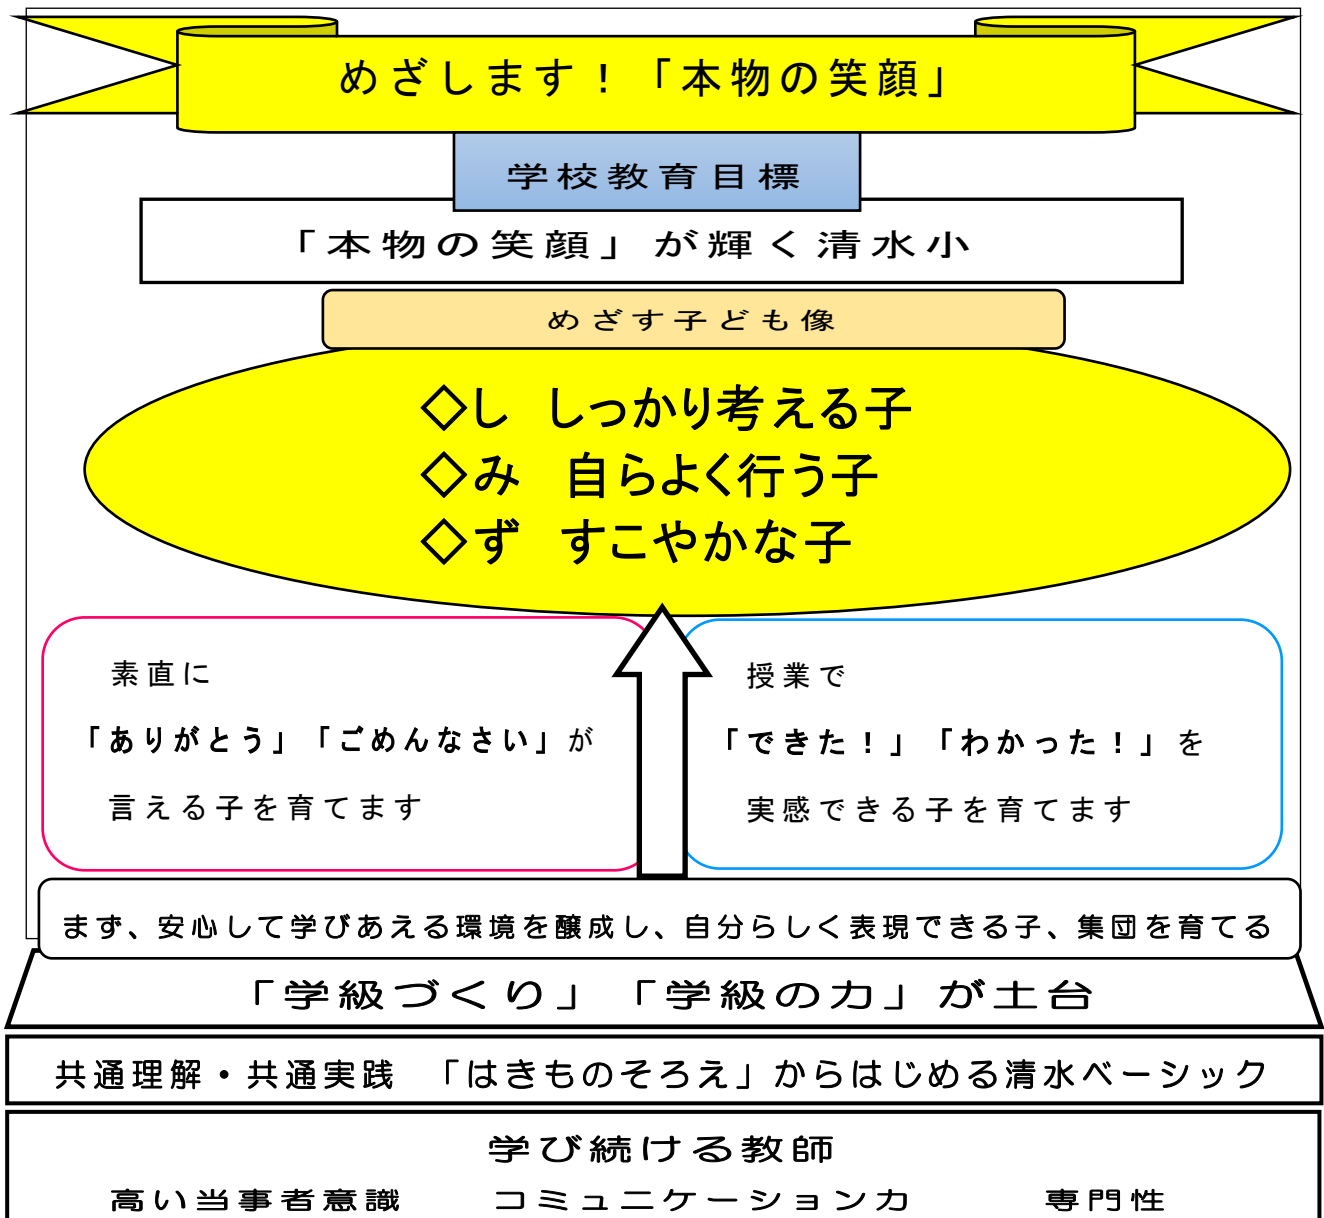 めざします！「本物の笑顔」
学校教育目標
「本物の笑顔」が輝く清水小
めざす子ども像
◇し　しっかり考える子
◇み　自らよく行う子
◇ず　すこやかな子
素直に
「ありがとう」「ごめんなさい」が
言える子を育てます
授業で
「できた！」「わかった！」を
実感できる子を育てます
まず、安心して学びあえる環境を醸成し、自分らしく表現できる子、集団を育てる
「学級づくり」「学級の力」が土台
共通理解・共通実践　「はきものそろえ」からはじめる清水ベーシック
学び続ける教師
高い当事者意識　　コミュニケーション力　　専門性